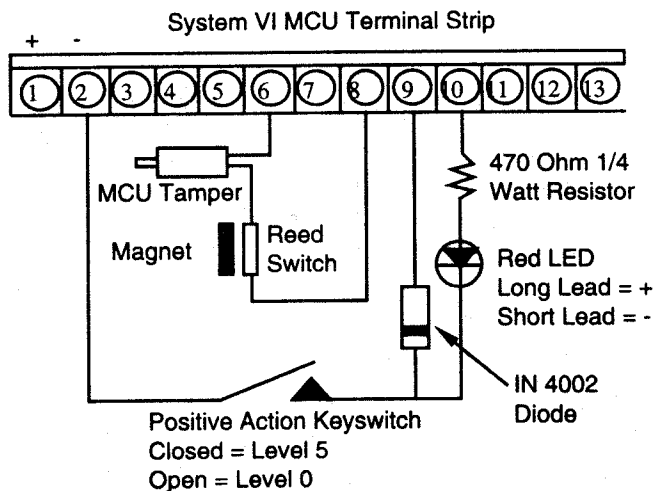 System VI MCU Terminal Strip
+ -
1 2 3 4 5 6 7 8 9 10 11 12 13
470 Ohm 1/4
Watt Resistor
MCU Tamper
Magnet
Reed
Switch
Red LED
Long Lead = +
Short Lead = -
IN 4002
Diode
Positive Action Keyswitch
Closed = Level 5
Open = Level 0